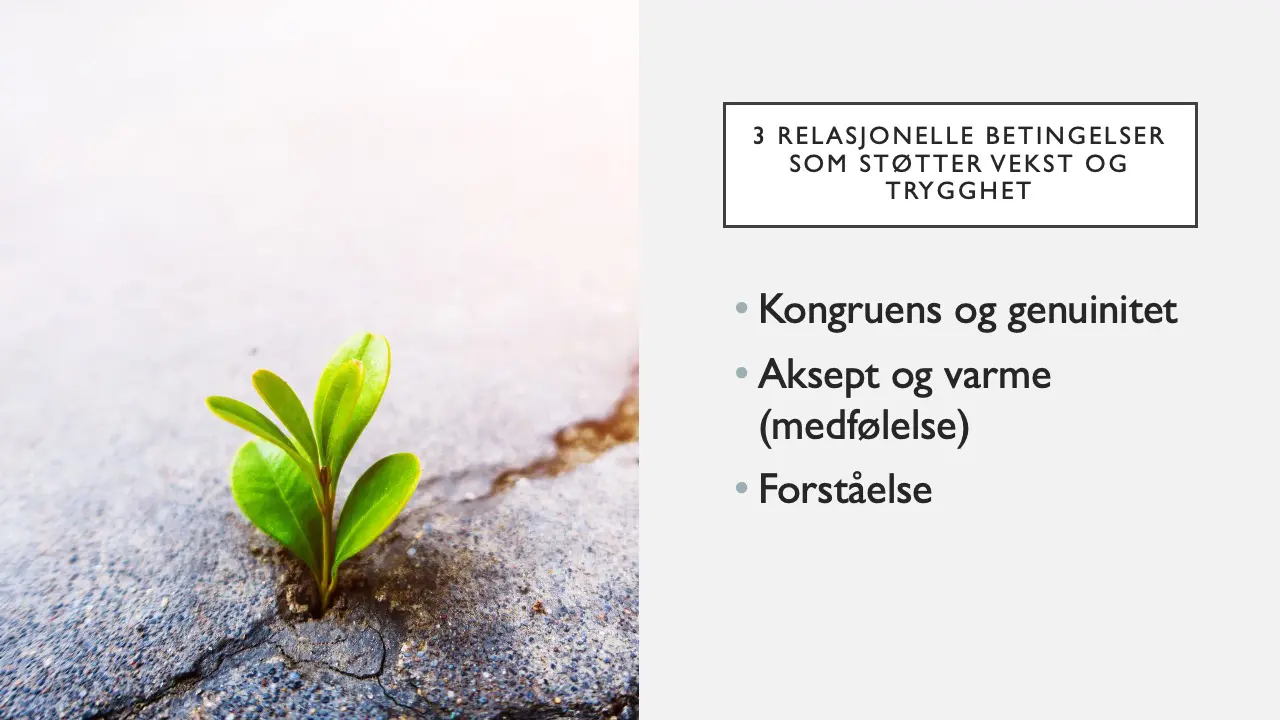 3 RELASJONELLE BETINGELSER
SOM STØTTER VEKST OG
TRYGGHET
• Kongruens og genuinitet
• Aksept og varme
(medfølelse)
• Forståelse